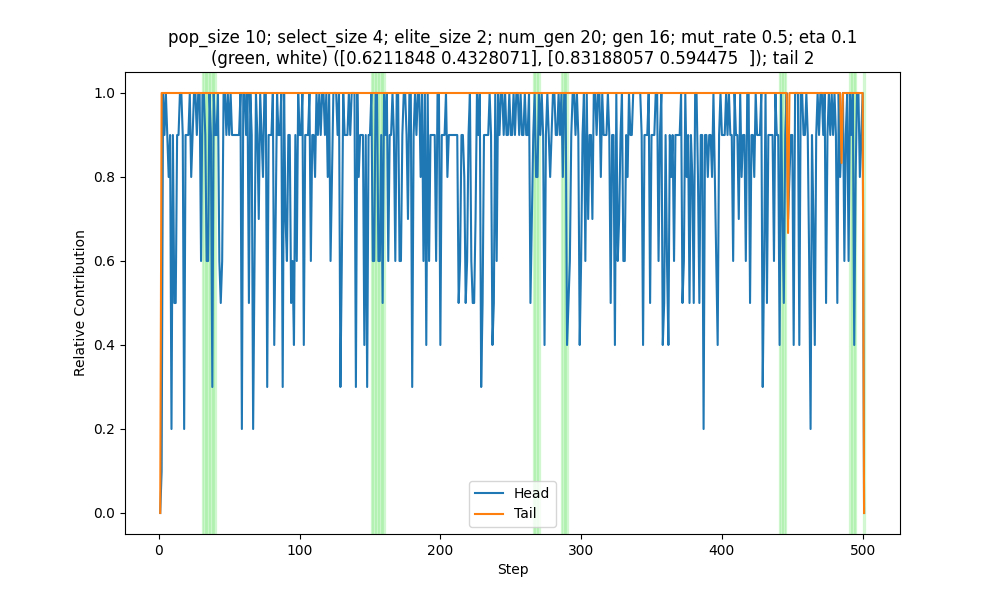 pop_size 10; select_size 4; elite_size 2; num_gen 20; gen 16; mut_rate 0.5; eta 0.1
(green, white) ([0.6211848 0.4328071], [0.83188057 0.594475  ]); tail 2
1.0
0.8
0.6
0.4
0.2
0.0
Relative Contribution
Head
Tail
0
100
200
300
400
500
Step